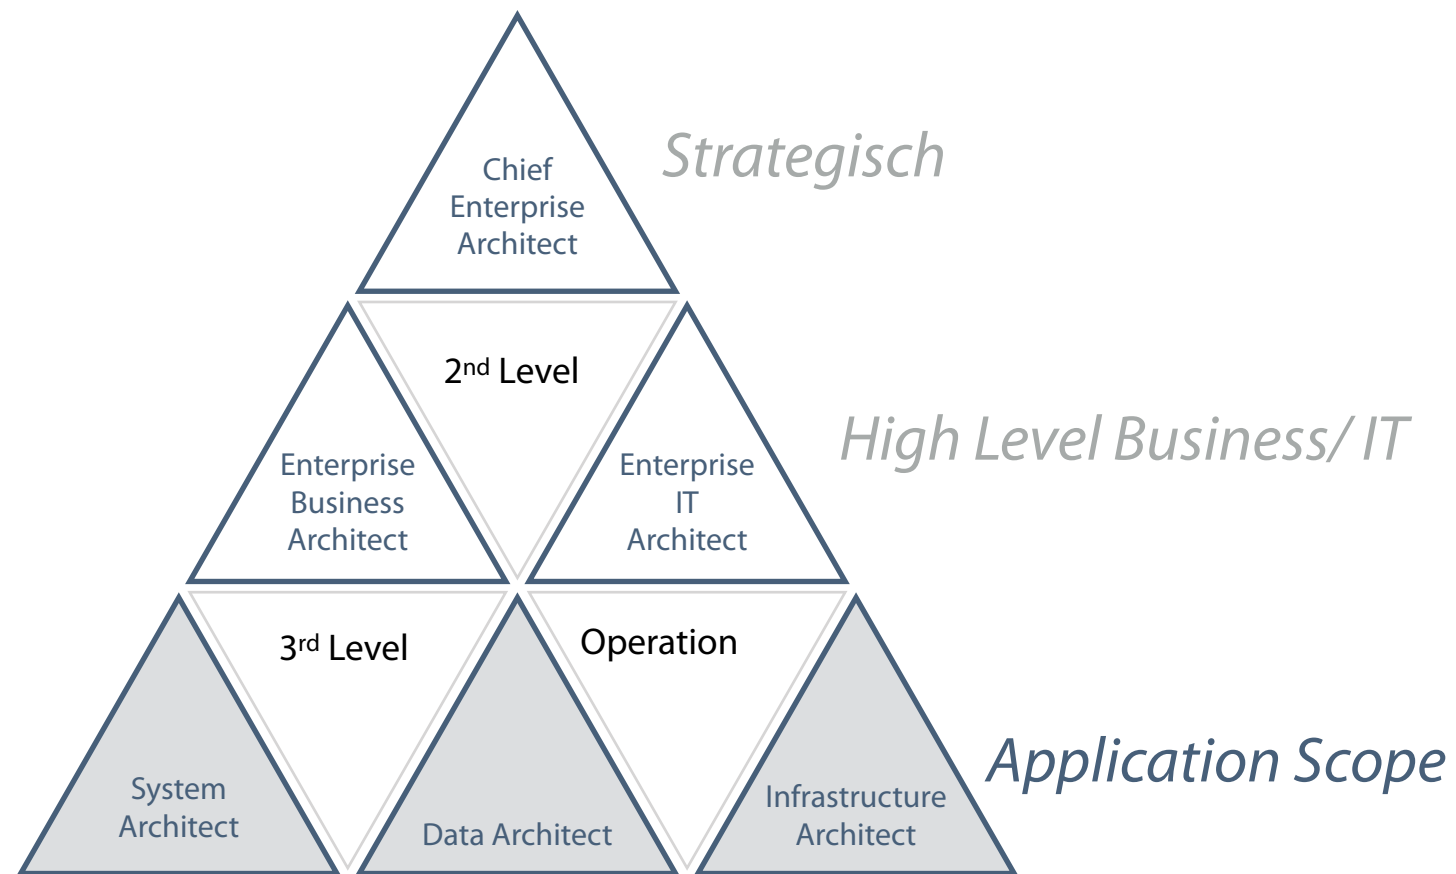 Chief
Enterprise
Architect
Strategisch
2nd Level
Enterprise
Business
Architect
Enterprise
IT
Architect
High Level Business/ IT
3rd Level
Operation
System
Architect
Data Architect
Infrastructure
Architect
Application Scope